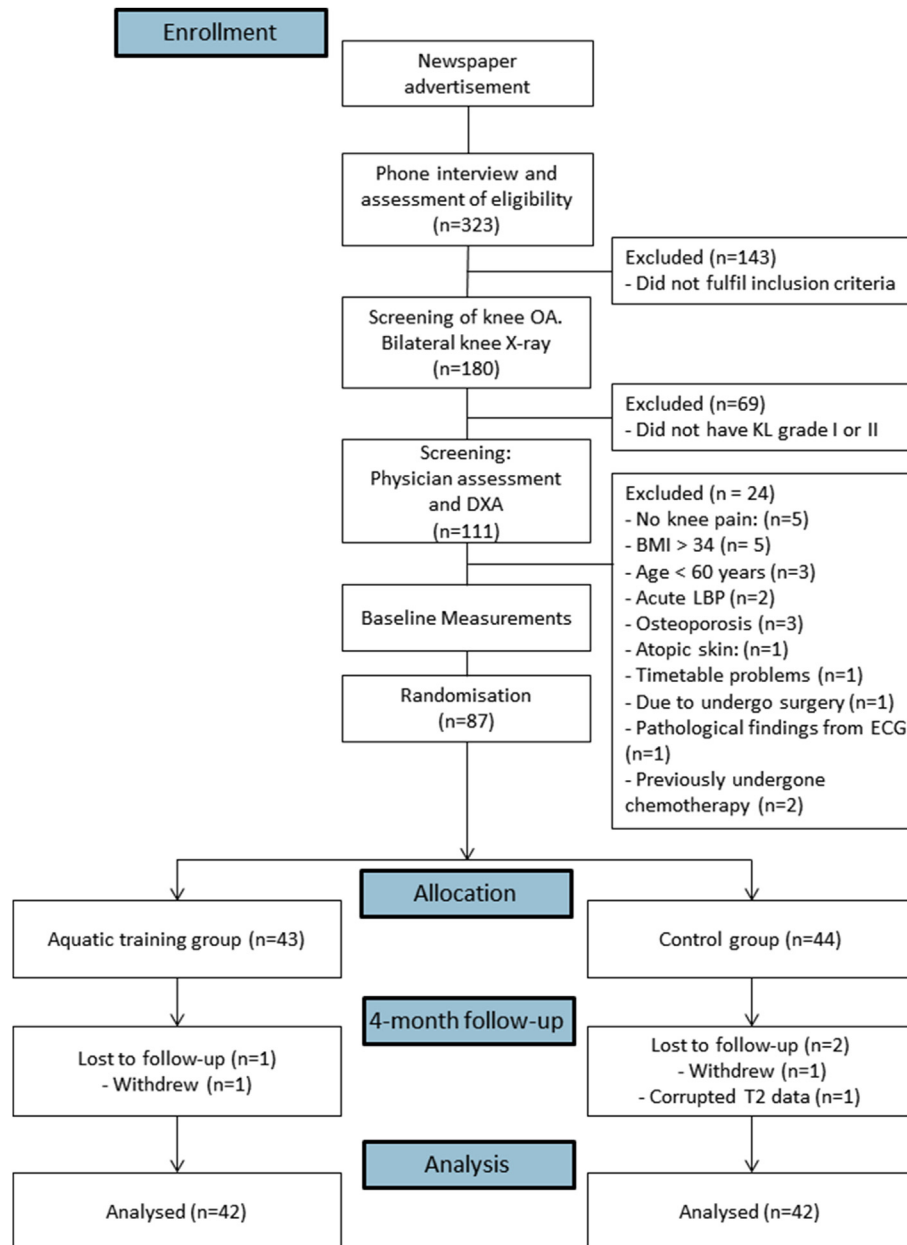 Enrollment
Newspaper
advertisement
Phone interview and
assessment of eligibility
(n=323)
Excluded (n=143)
- Did not fulfil inclusion criteria
Screening of knee OA.
Bilateral knee X-ray
(n=180)
Excluded (n=69)
- Did not have KL grade I or II
Screening:
Physician assessment
and DXA
(n=111)
Excluded (n = 24)
- No knee pain: (n=5)
- BMI > 34 (n= 5)
- Age < 60 years (n=3)
- Acute LBP (n=2)
- Osteoporosis (n=3)
- Atopic skin: (n=1)
- Timetable problems (n=1)
- Due to undergo surgery (n=1)
- Pathological findings from ECG
(n=1)
- Previously undergone
chemotherapy (n=2)
Baseline Measurements
Randomisation
(n=87)
Allocation
Aquatic training group (n=43)
Control group (n=44)
4-month follow-up
Lost to follow-up (n=1)
- Withdrew (n=1)
Lost to follow-up (n=2)
- Withdrew (n=1)
- Corrupted T2 data (n=1)
Analysis
Analysed (n=42)
Analysed (n=42)